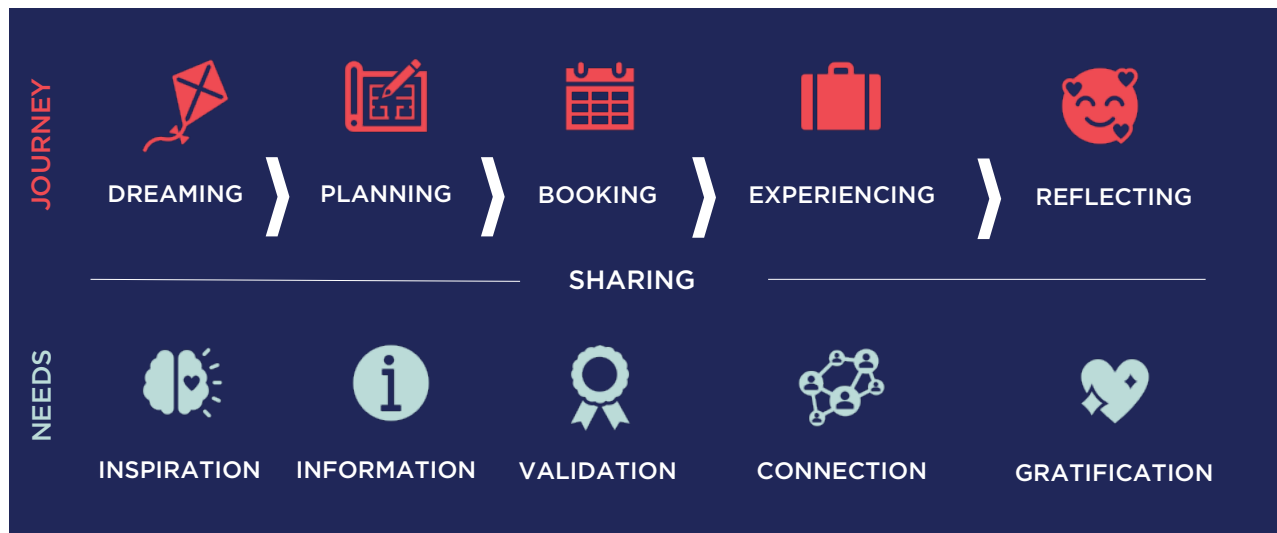 JOURNEY
DREAMING
PLANNING
BOOKING
EXPERIENCING
REFLECTING
SHARING
NEEDS
INSPIRATION
INFORMATION
VALIDATION
CONNECTION
GRATIFICATION